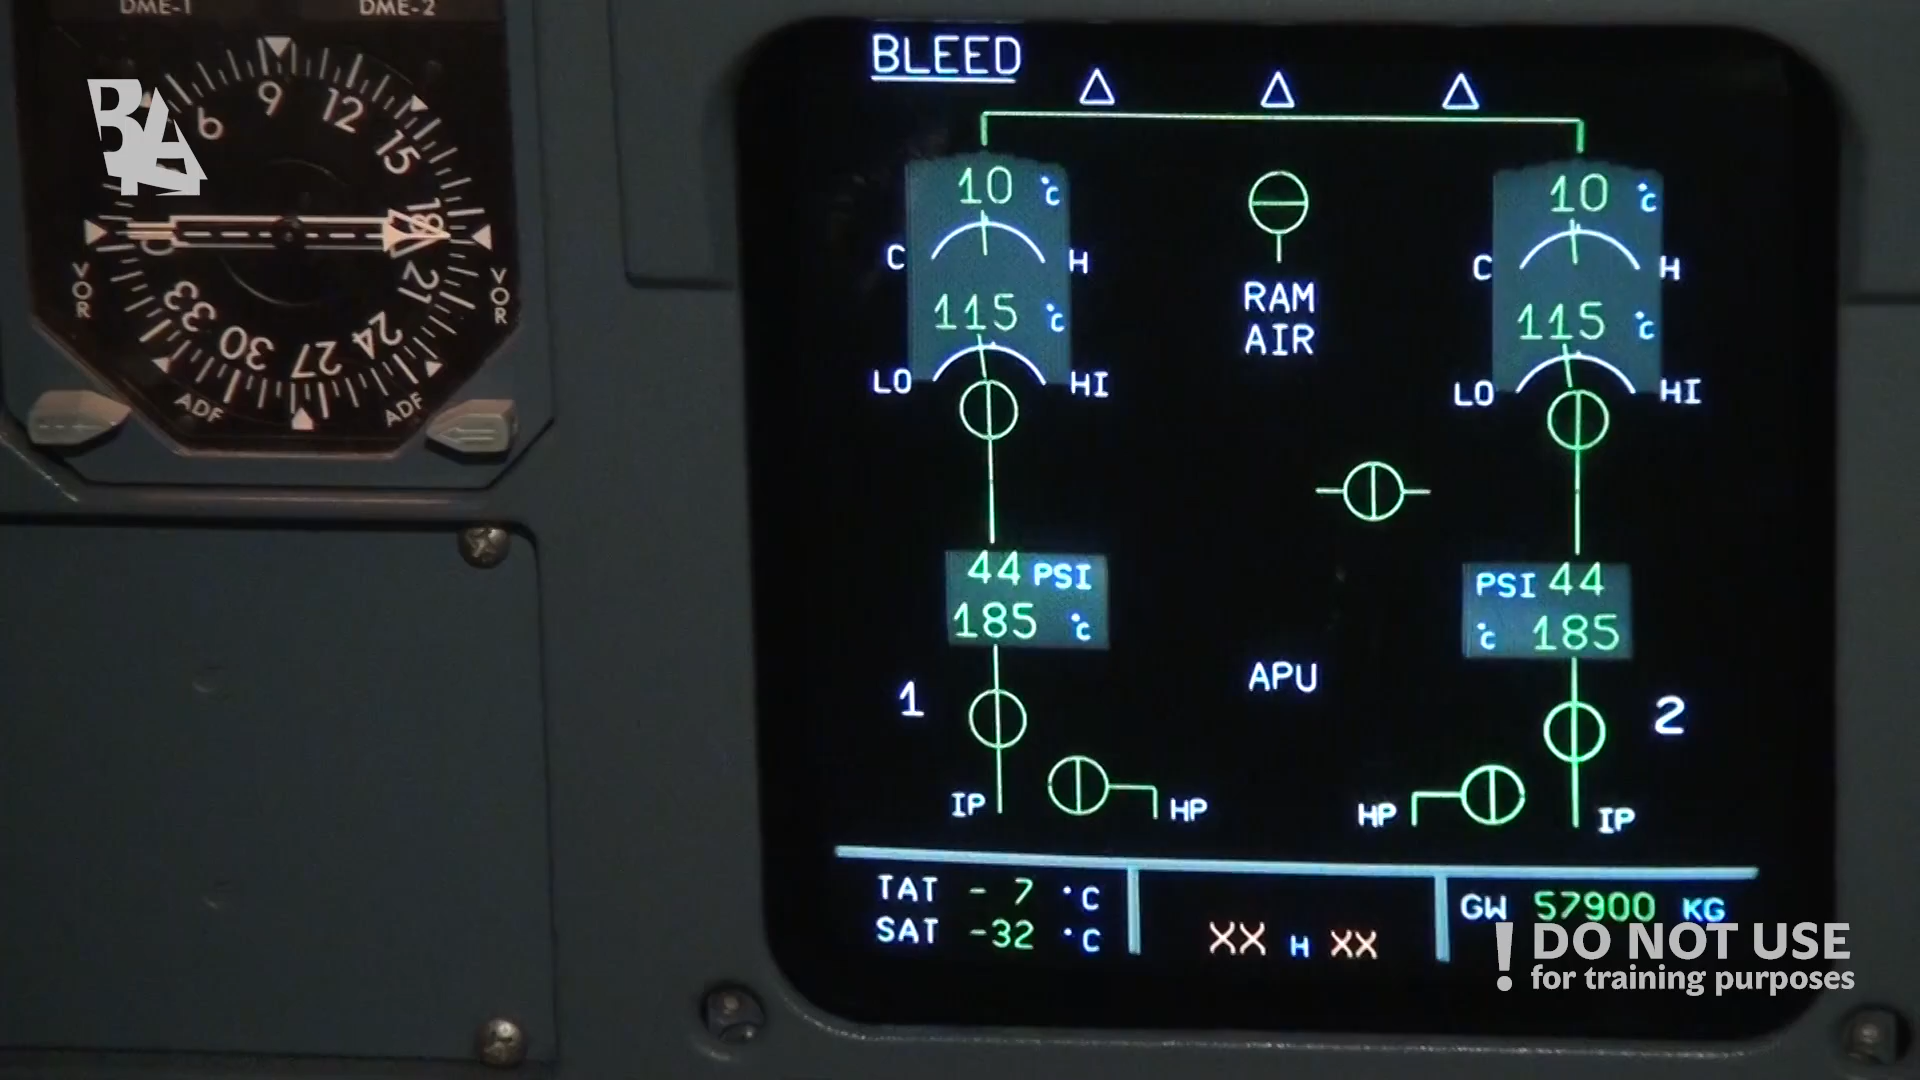 DME-1 DME-2
BA
6 9 12 15 18 21 24 27 30 33 0
VOR VOR
ADF ADF
BLEED
10 °C
C H
115 °C
LO HI
RAM
AIR
10 °C
C H
115 °C
LO HI
44 PSI
185 °C
PSI 44
°C 185
APU
1 2
IP HP HP IP
TAT - 7 °C
SAT -32 °C
XX H XX
GW 57900 KG
! DO NOT USE
for training purposes